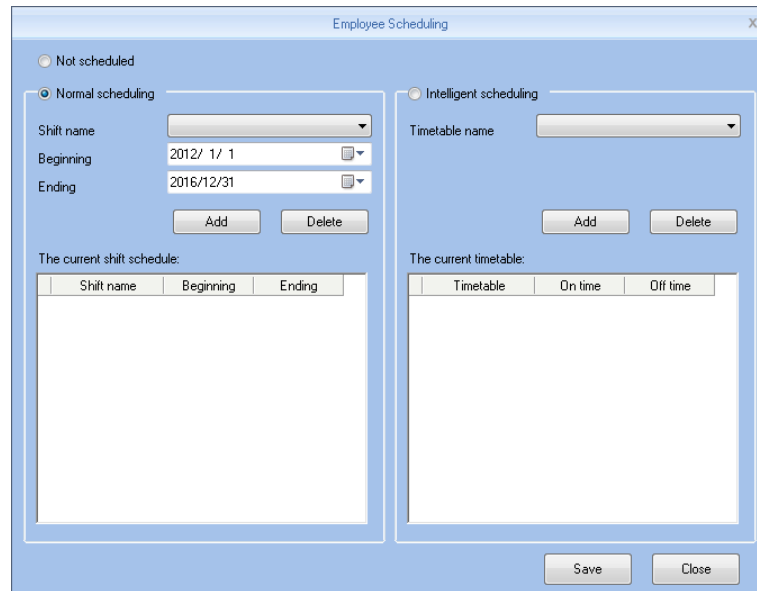 Employee Scheduling X
Not scheduled
Normal scheduling
Shift name
Beginning 2012/ 1/ 1
Ending 2016/12/31
Add Delete
The current shift schedule:
Shift name Beginning Ending
Intelligent scheduling
Timetable name
Add Delete
The current timetable:
Timetable On time Off time
Save Close